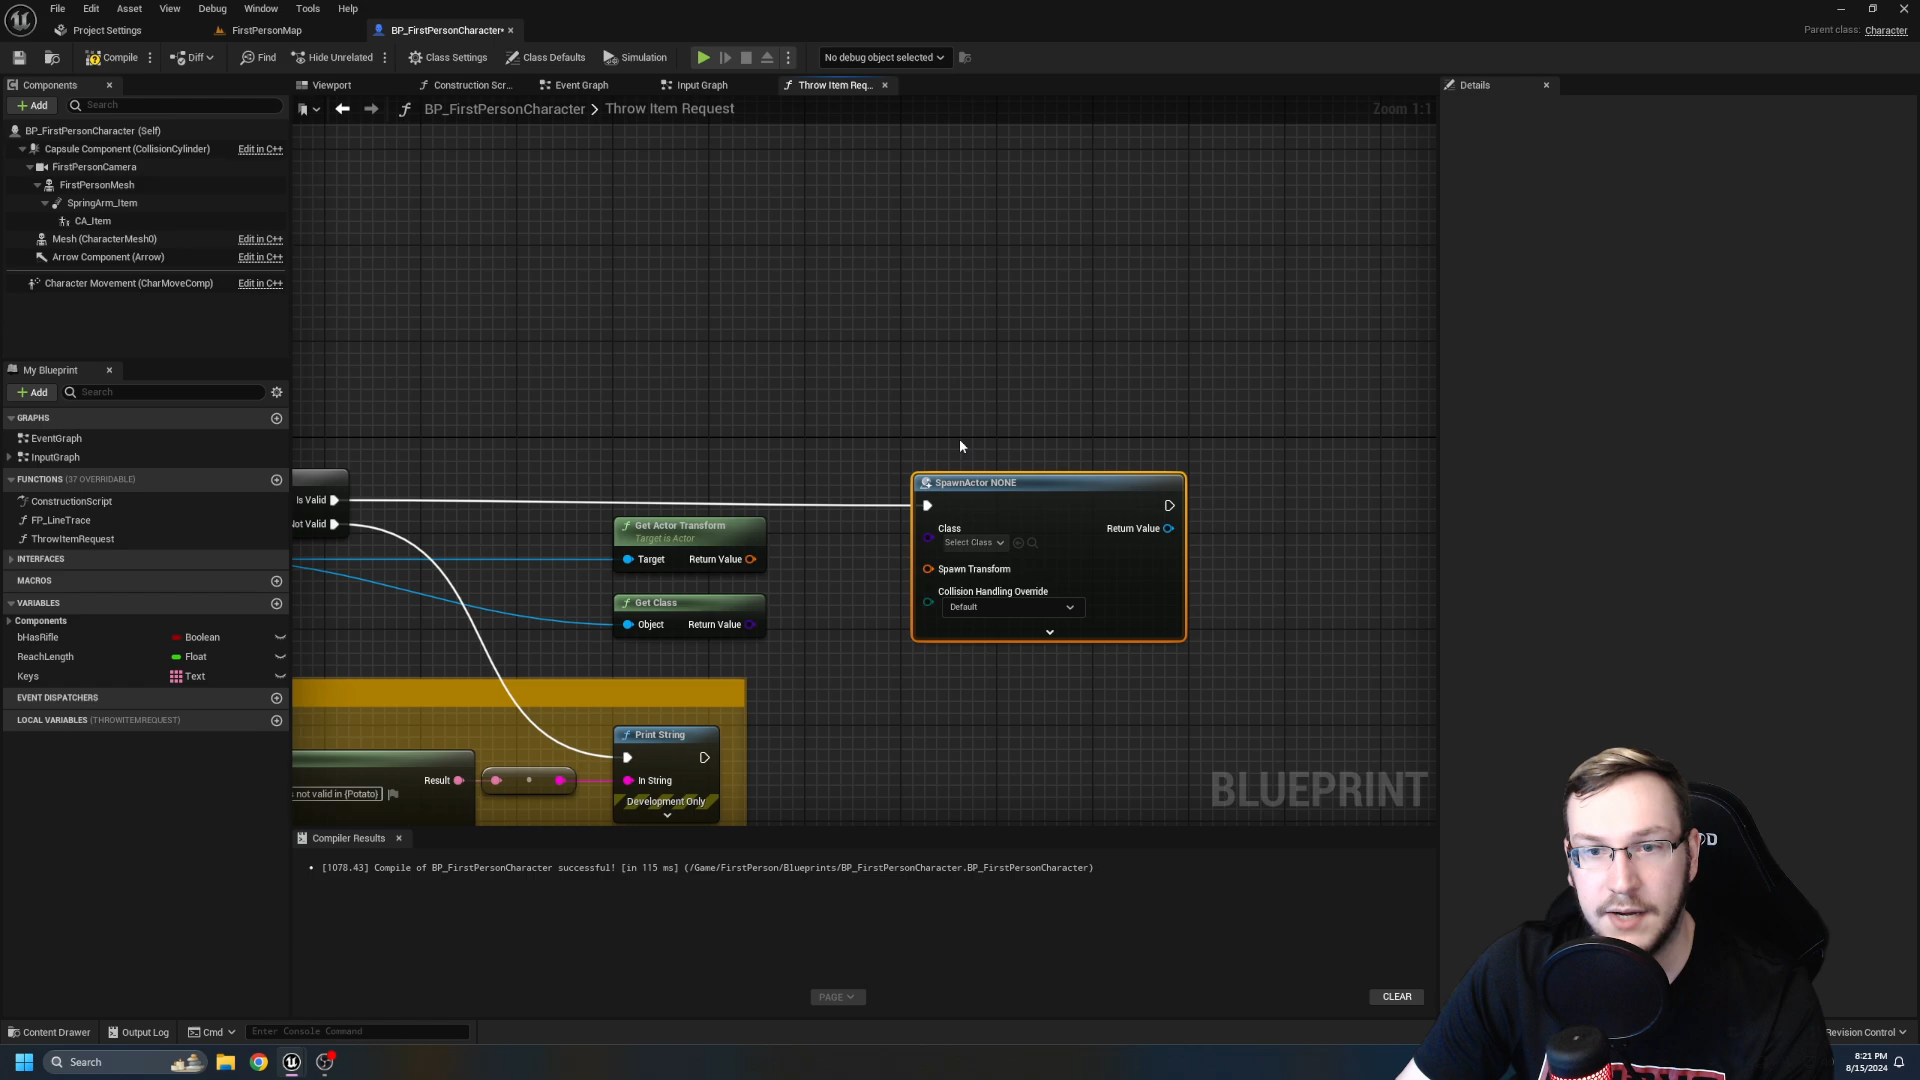 File Edit Asset View Debug Window Tools Help
Project Settings FirstPersonMap BP_FirstPersonCharacter•
Parent class: Character
Compile Diff Find Hide Unrelated Class Settings Class Defaults Simulation No debug object selected
Components
Add Search
BP_FirstPersonCharacter (Self)
Capsule Component (CollisionCylinder) Edit in C++
FirstPersonCamera
FirstPersonMesh
SpringArm_Item
CA_Item
Mesh (CharacterMesh0) Edit in C++
Arrow Component (Arrow) Edit in C++
Character Movement (CharMoveComp) Edit in C++
My Blueprint
Add Search
GRAPHS
EventGraph
InputGraph
FUNCTIONS (37 OVERRIDABLE)
ConstructionScript
FP_LineTrace
ThrowItemRequest
INTERFACES
MACROS
VARIABLES
Components
bHasRifle Boolean
ReachLength Float
Keys Text
EVENT DISPATCHERS
LOCAL VARIABLES (THROWITEMREQUEST)
Viewport Construction Scr... Event Graph Input Graph Throw Item Req...
BP_FirstPersonCharacter > Throw Item Request
Zoom 1:1
Is Valid
Not Valid
Get Actor Transform
Target is Actor
Target Return Value
Get Class
Object Return Value
SpawnActor NONE
Class
Select Class
Return Value
Spawn Transform
Collision Handling Override
Default
Print String
In String
Development Only
Result
s not valid in {Potato}
BLUEPRINT
Compiler Results
[1078.43] Compile of BP_FirstPersonCharacter successful! [in 115 ms] (/Game/FirstPerson/Blueprints/BP_FirstPersonCharacter.BP_FirstPersonCharacter)
PAGE
CLEAR
Details
Content Drawer Output Log Cmd Enter Console Command
Revision Control
Search
8:21 PM
8/15/2024